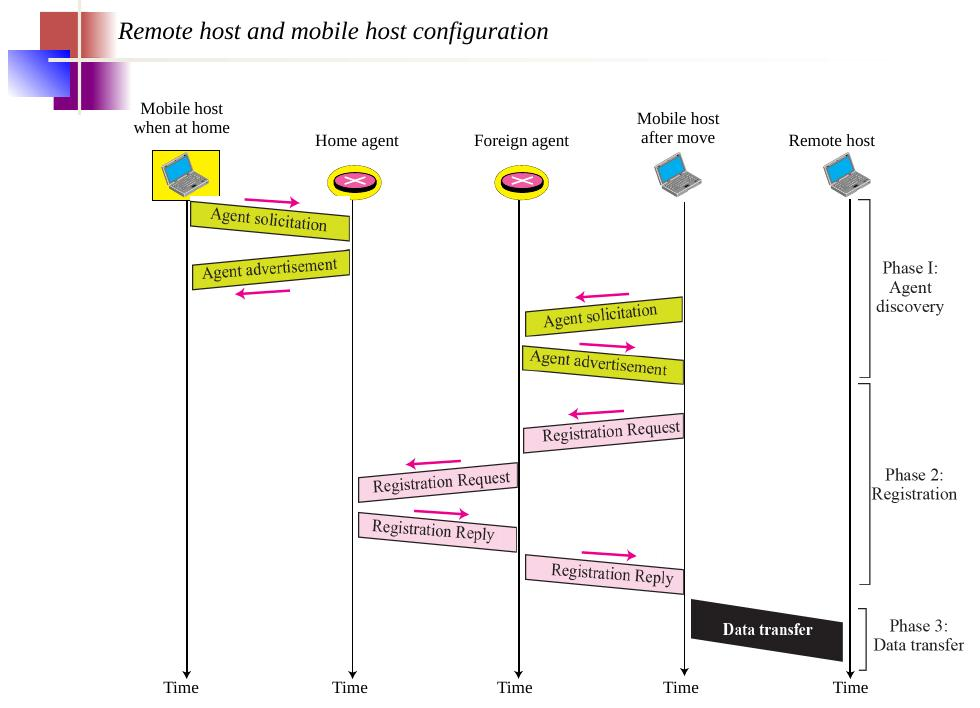 Remote host and mobile host configuration
Mobile host
when at home
Home agent
Foreign agent
Mobile host
after move
Remote host
Agent solicitation
Agent advertisement
Agent solicitation
Agent advertisement
Phase I:
Agent
discovery
Registration Request
Registration Request
Registration Reply
Registration Reply
Phase 2:
Registration
Data transfer
Phase 3:
Data transfer
Time
Time
Time
Time
Time